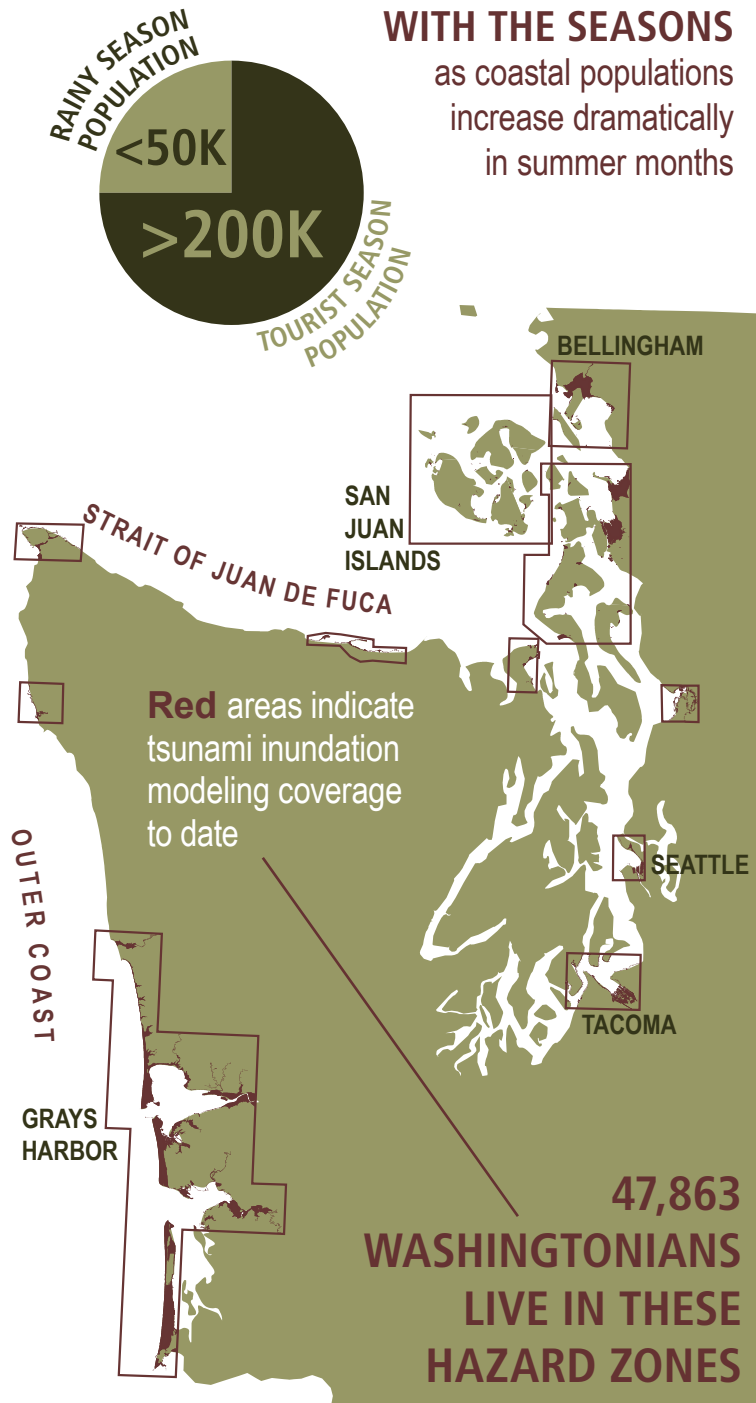 WITH THE SEASONS
as coastal populations
increase dramatically
in summer months
RAINY SEASON
POPULATION
<50K
>200K
TOURIST SEASON
POPULATION
BELLINGHAM
SAN
JUAN
ISLANDS
STRAIT OF JUAN DE FUCA
Red areas indicate
tsunami inundation
modeling coverage
to date
OUTER COAST
SEATTLE
TACOMA
GRAYS
HARBOR
47,863
WASHINGTONIANS
LIVE IN THESE
HAZARD ZONES